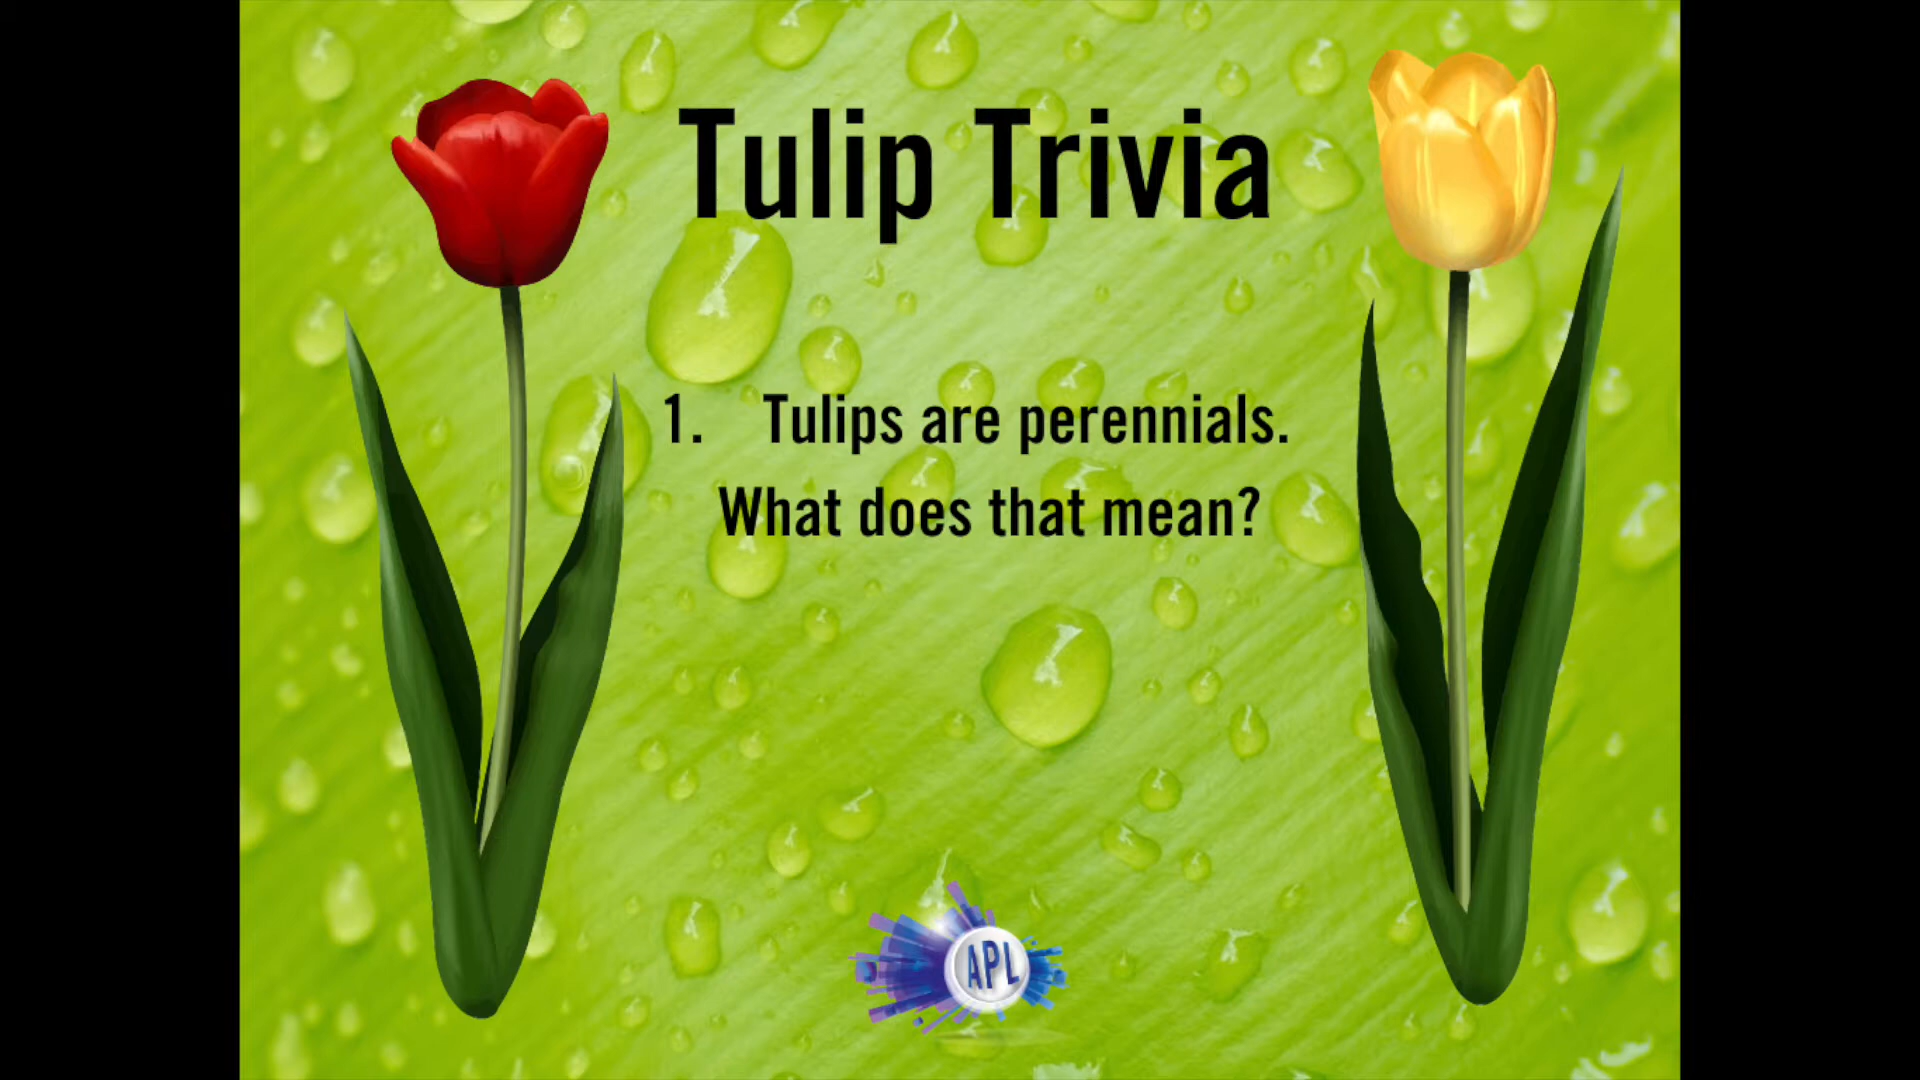 Tulip Trivia
1. Tulips are perennials.
What does that mean?
APL